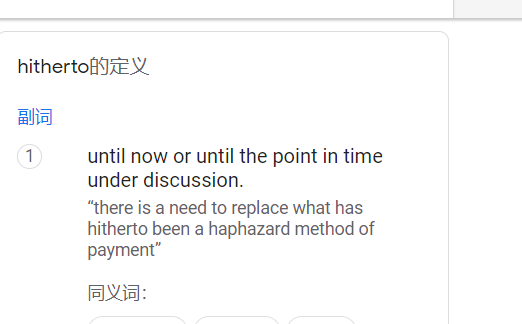 hitherto的定义
副词
1
until now or until the point in time
under discussion.
“there is a need to replace what has
hitherto been a haphazard method of
payment”
同义词：